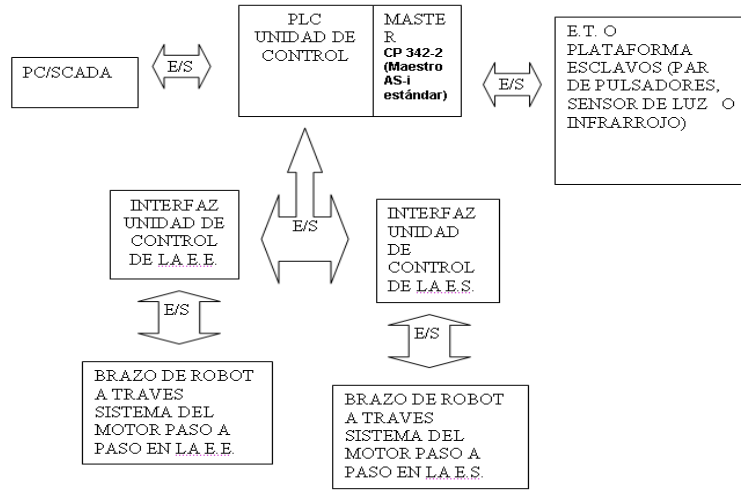 PLC
UNIDAD DE
CONTROL
MASTE
R
CP 342-2
(Maestro
AS-i
estándar)
E.T. O
PLATAFORMA
ESCLAVOS (PAR
DE PULSADORES,
SENSOR DE LUZ O
INFRARROJO)
PC/SCADA
E/S
E/S
INTERFAZ
UNIDAD DE
CONTROL
DE LA E.E.
E/S
INTERFAZ
UNIDAD
DE
CONTROL
DE LA E.S.
E/S
E/S
BRAZO DE ROBOT
A TRAVES
SISTEMA DEL
MOTOR PASO A
PASO EN LA E.E.
BRAZO DE ROBOT
A TRAVES
SISTEMA DEL
MOTOR PASO A
PASO EN LA E.S.